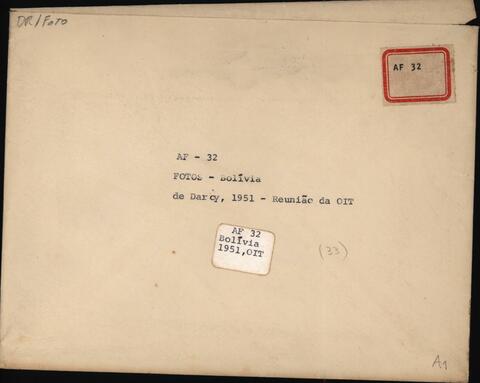 DR/FOTO
AF 32
AF - 32
FOTOS - Bolívia
de Darcy, 1951 - Reunião da OIT
AF 32
Bolívia
1951,OIT
(33)
A1